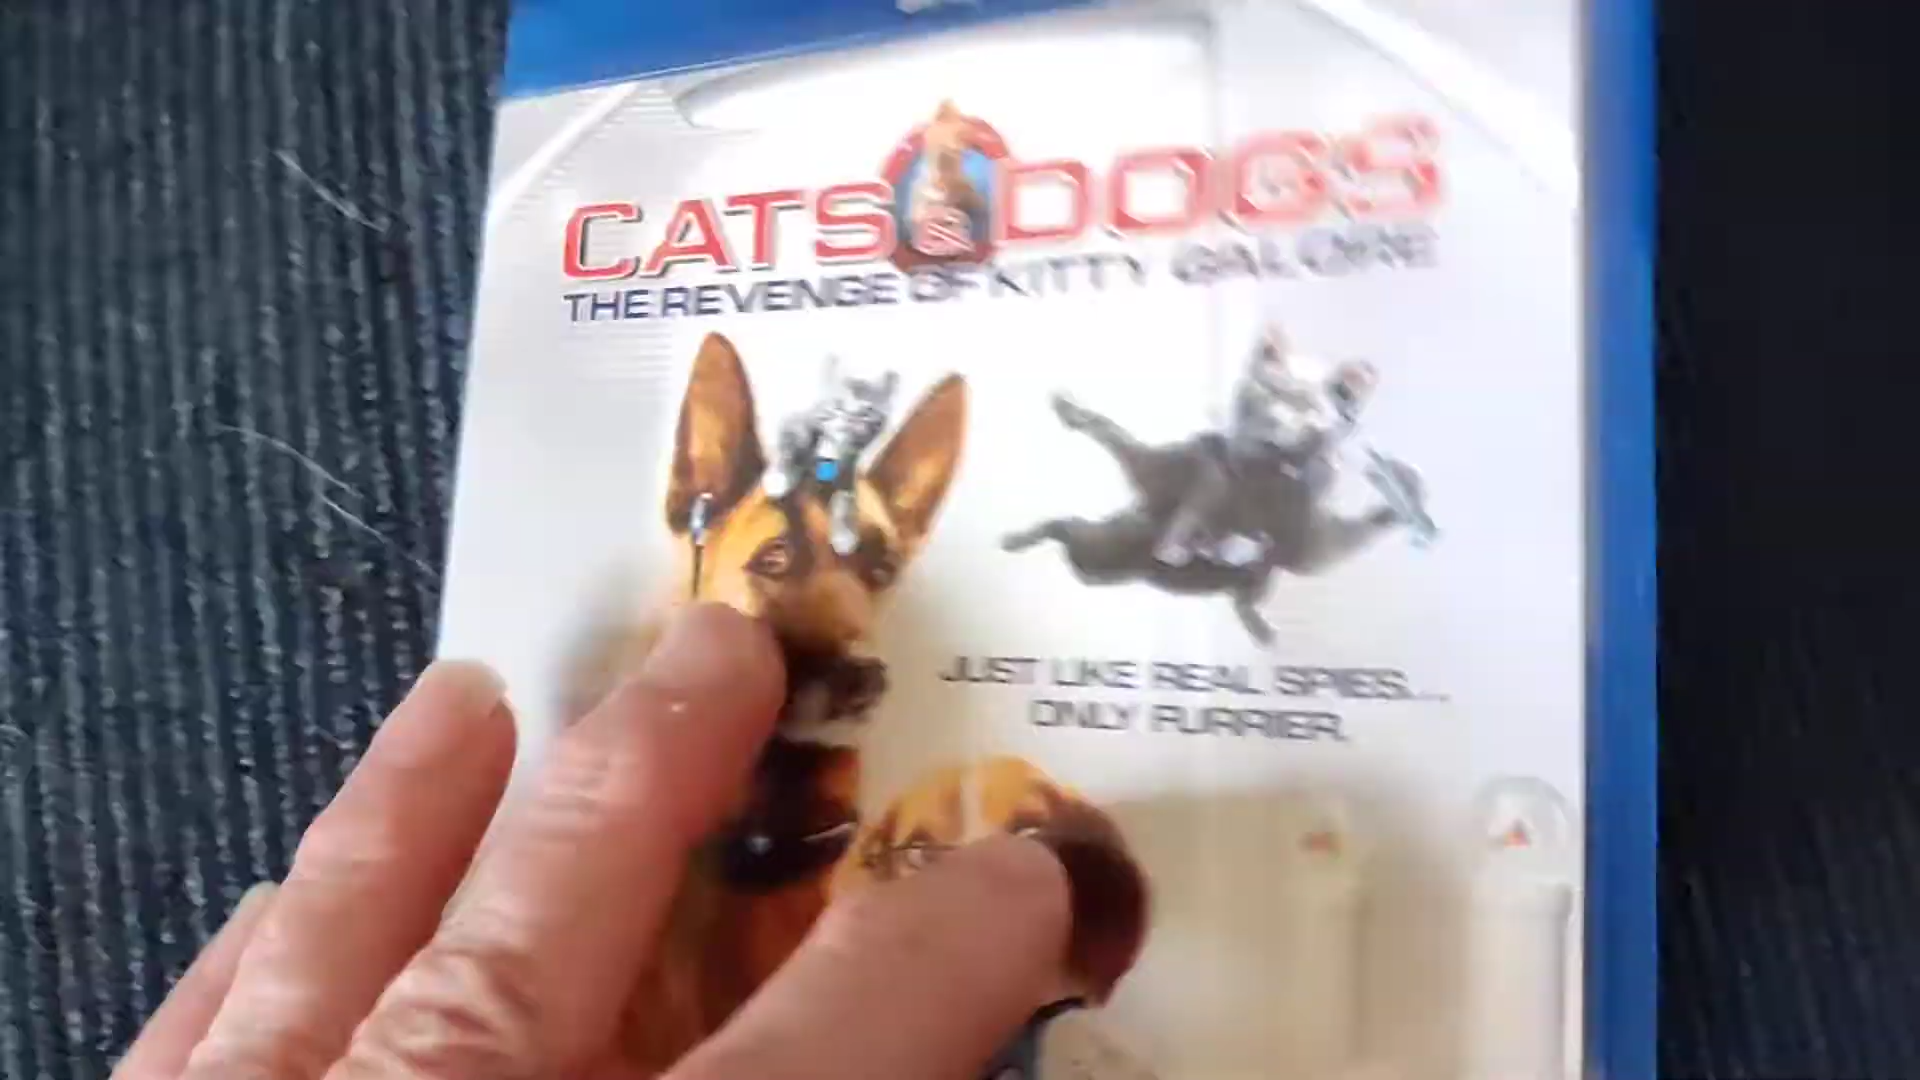 CATS & DOGS
THE REVENGE OF KITTY GALORE
JUST LIKE REAL SPIES...
ONLY FURRIER.